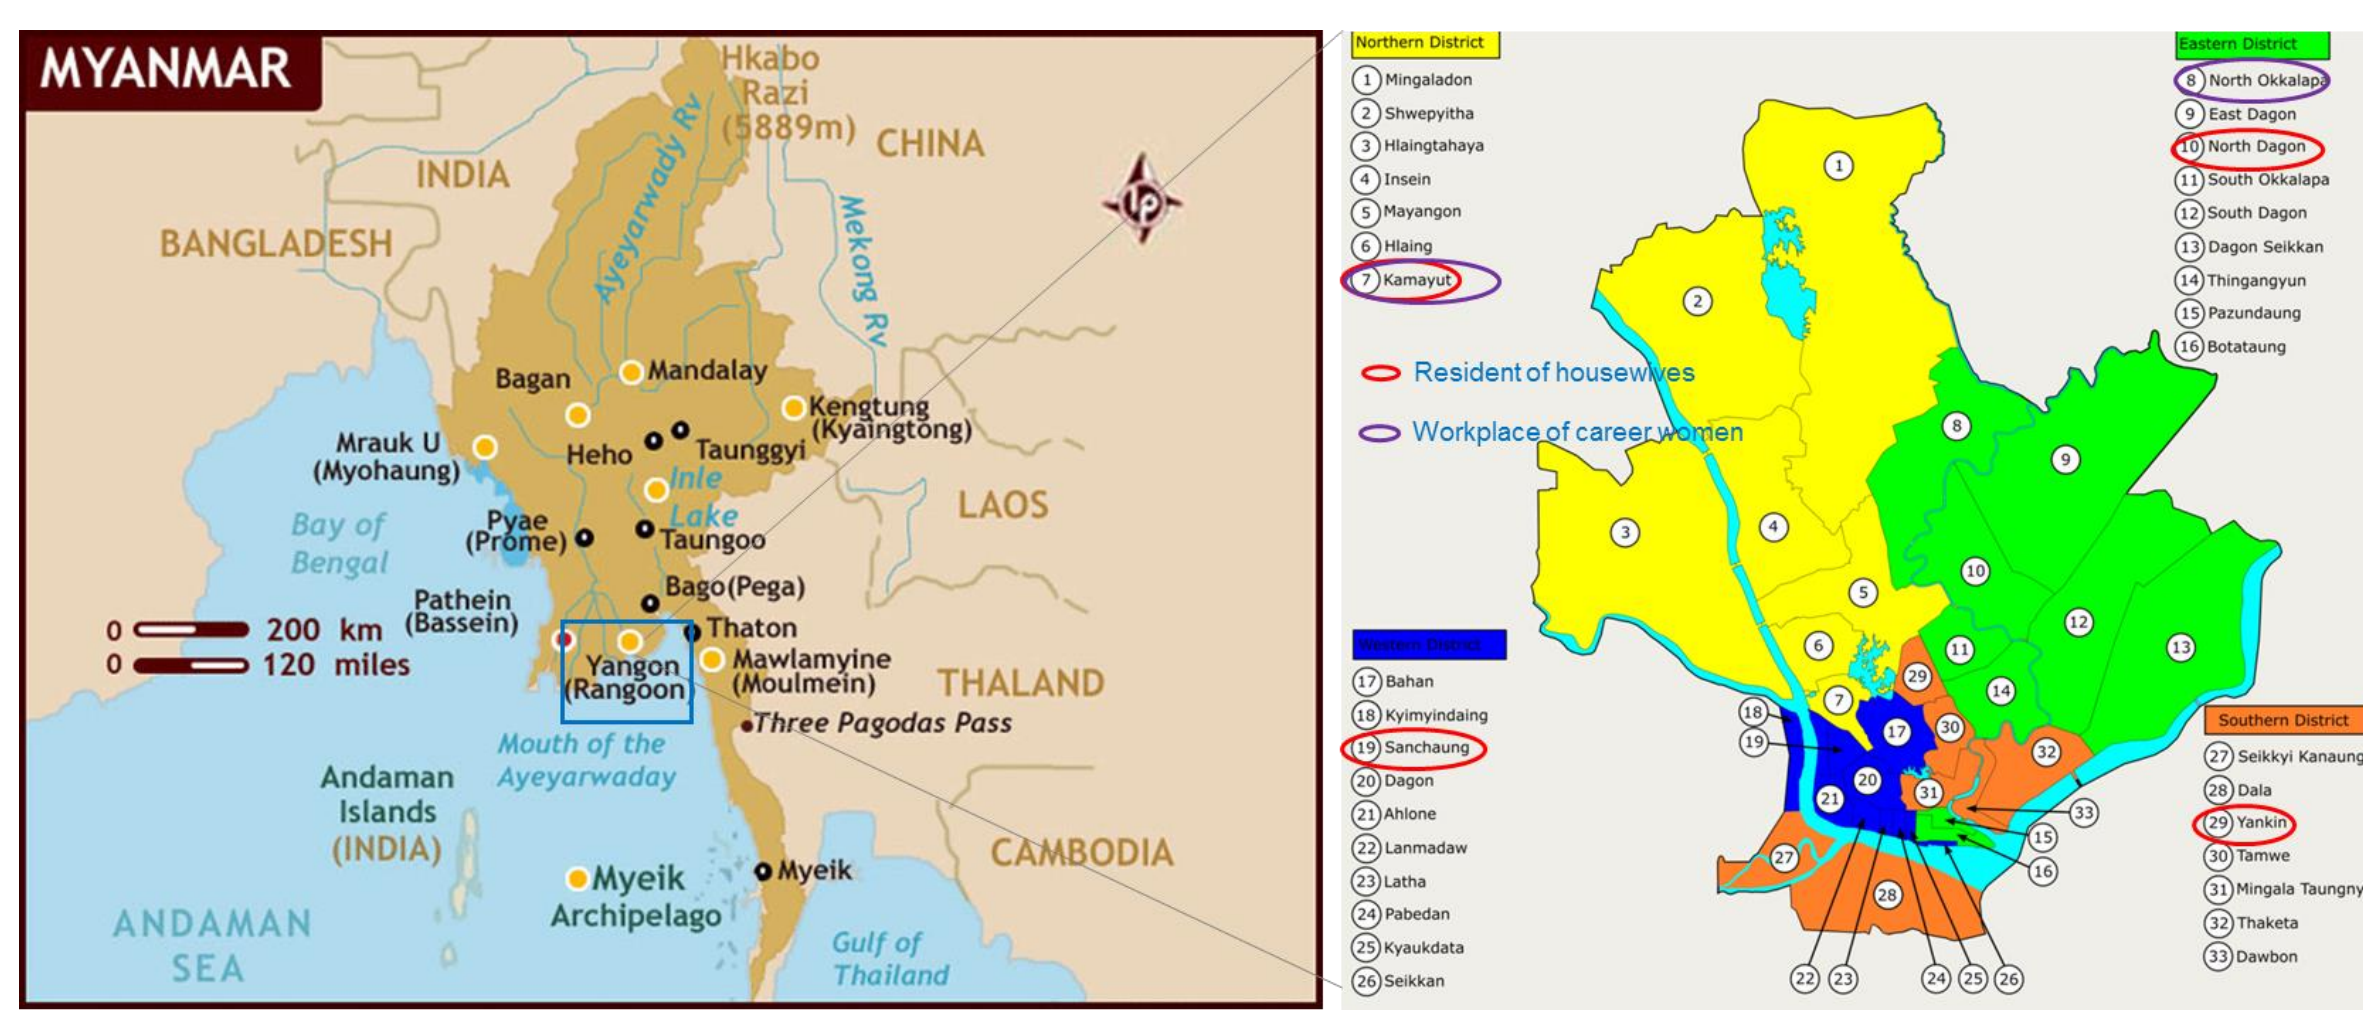 MYANMAR
Hkabo
Razi
(5889m)
CHINA
INDIA
Ayeyarwady Rv
Mekong Rv
BANGLADESH
LP
Mandalay
Bagan
Kengtung
(Kyaingtong)
Mrauk U
(Myohaung)
Heho
Taunggyi
Inle
Lake
LAOS
Bay of
Bengal
Pyae
(Prome)
Taungoo
Bago(Pega)
Pathein
(Bassein)
0 200 km
0 120 miles
Thaton
Yangon
(Rangoon)
Mawlamyine
(Moulmein)
THALAND
Three Pagodas Pass
Mouth of the
Ayeyarwaday
Andaman
Islands
(INDIA)
CAMBODIA
Myeik
Myeik
Archipelago
ANDAMAN
SEA
Gulf of
Thailand
Northern District
1 Mingaladon
2 Shwepyitha
3 Hlaingtahaya
4 Insein
5 Mayangon
6 Hlaing
7 Kamayut
Resident of housewives
Workplace of career women
Western District
17 Bahan
18 Kyimyindaing
19 Sanchaung
20 Dagon
21 Ahlone
22 Lanmadaw
23 Latha
24 Pabedan
25 Kyaukdata
26 Seikkan
Eastern District
8 North Okkalapa
9 East Dagon
10 North Dagon
11 South Okkalapa
12 South Dagon
13 Dagon Seikkan
14 Thingangyun
15 Pazundaung
16 Botataung
Southern District
27 Seikkyi Kanaung
28 Dala
29 Yankin
30 Tamwe
31 Mingala Taungny
32 Thaketa
33 Dawbon
1
2
8
9
3
4
10
5
12
6
11
13
29
14
7
18
17
30
19
32
20
31
21
33
15
27
16
28
22
23
24
25
26